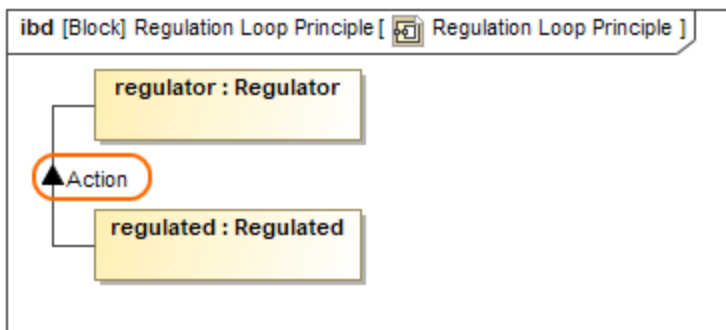 ibd [Block] Regulation Loop Principle [ Regulation Loop Principle ]
regulator : Regulator
Action
regulated : Regulated